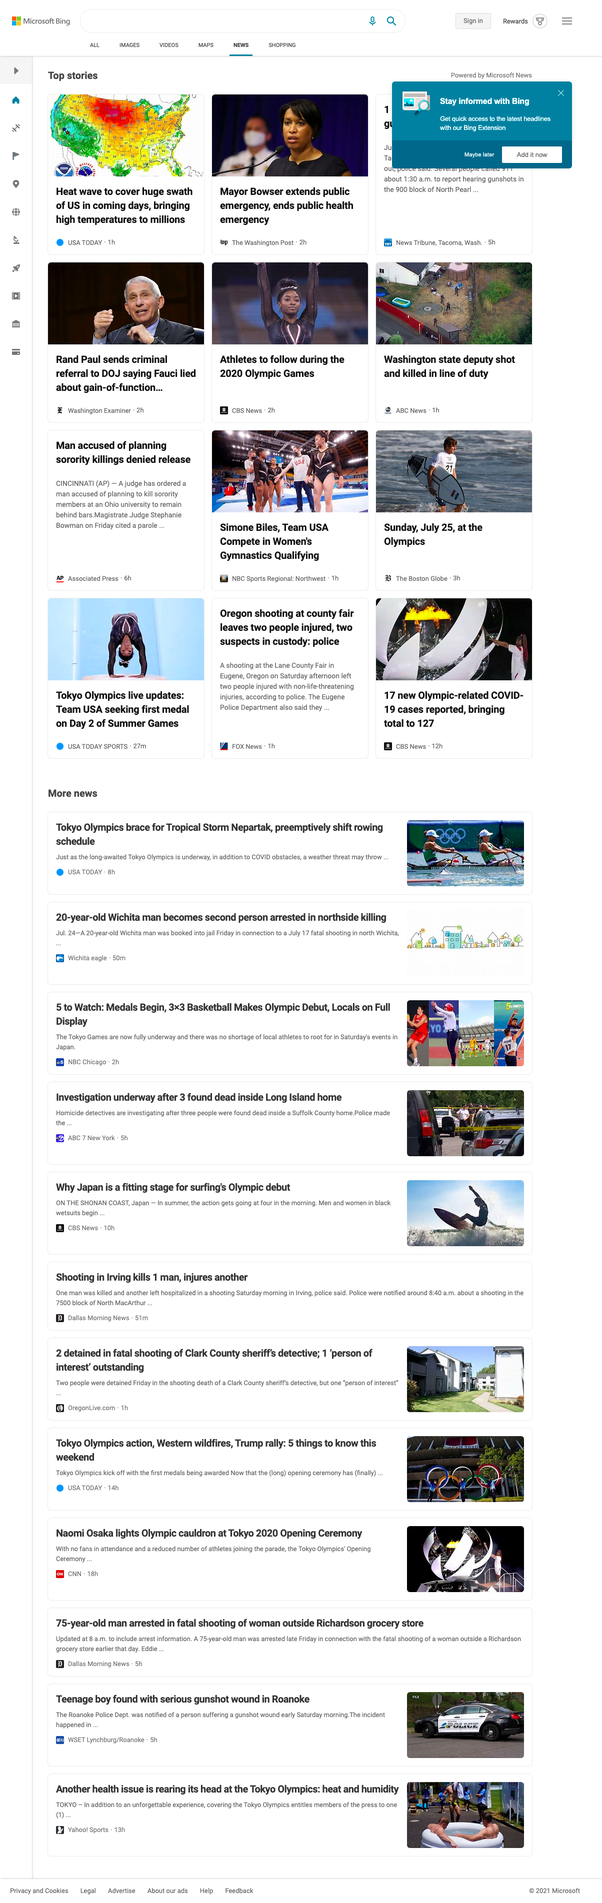 Microsoft Bing
Sign in
Rewards
ALL
IMAGES
VIDEOS
MAPS
NEWS
SHOPPING
Top stories
Powered by Microsoft News
Stay informed with Bing
Get quick access to the latest headlines
with our Bing Extension
Maybe later
Add it now
Heat wave to cover huge swath
of US in coming days, bringing
high temperatures to millions
USA TODAY · 1h
Mayor Bowser extends public
emergency, ends public health
emergency
The Washington Post · 2h
1
gu
Ju
Ta
out, police said. Several people called 911
about 1:30 a.m. to report hearing gunshots in
the 900 block of North Pearl ...
News Tribune, Tacoma, Wash. · 5h
Rand Paul sends criminal
referral to DOJ saying Fauci lied
about gain-of-function...
Washington Examiner · 2h
Athletes to follow during the
2020 Olympic Games
CBS News · 2h
Washington state deputy shot
and killed in line of duty
ABC News · 1h
Man accused of planning
sorority killings denied release
CINCINNATI (AP) — A judge has ordered a
man accused of planning to kill sorority
members at an Ohio university to remain
behind bars.Magistrate Judge Stephanie
Bowman on Friday cited a parole ...
AP Associated Press · 6h
Simone Biles, Team USA
Compete in Women's
Gymnastics Qualifying
NBC Sports Regional: Northwest · 1h
21
Sunday, July 25, at the
Olympics
The Boston Globe · 3h
Tokyo Olympics live updates:
Team USA seeking first medal
on Day 2 of Summer Games
USA TODAY SPORTS · 27m
Oregon shooting at county fair
leaves two people injured, two
suspects in custody: police
A shooting at the Lane County Fair in
Eugene, Oregon on Saturday afternoon left
two people injured with non-life-threatening
injuries, according to police. The Eugene
Police Department also said they ...
FOX News · 1h
17 new Olympic-related COVID-
19 cases reported, bringing
total to 127
CBS News · 12h
More news
Tokyo Olympics brace for Tropical Storm Nepartak, preemptively shift rowing
schedule
Just as the long-awaited Tokyo Olympics is underway, in addition to COVID obstacles, a weather threat may throw ...
USA TODAY · 8h
20-year-old Wichita man becomes second person arrested in northside killing
Jul. 24—A 20-year-old Wichita man was booked into jail Friday in connection to a July 17 fatal shooting in north Wichita,
...
Wichita eagle · 50m
5 to Watch: Medals Begin, 3×3 Basketball Makes Olympic Debut, Locals on Full
Display
The Tokyo Games are now fully underway and there was no shortage of local athletes to root for in Saturday's events in
Japan.
NBC Chicago · 2h
Investigation underway after 3 found dead inside Long Island home
Homicide detectives are investigating after three people were found dead inside a Suffolk County home.Police made
the ...
ABC 7 New York · 5h
Why Japan is a fitting stage for surfing's Olympic debut
ON THE SHONAN COAST, Japan — In summer, the action gets going at four in the morning. Men and women in black
wetsuits begin ...
CBS News · 10h
Shooting in Irving kills 1 man, injures another
One man was killed and another left hospitalized in a shooting Saturday morning in Irving, police said. Police were notified around 8:40 a.m. about a shooting in the
7500 block of North MacArthur ...
Dallas Morning News · 51m
2 detained in fatal shooting of Clark County sheriff's detective; 1 'person of
interest' outstanding
Two people were detained Friday in the shooting death of a Clark County sheriff's detective, but one "person of interest"
...
OregonLive.com · 1h
Tokyo Olympics action, Western wildfires, Trump rally: 5 things to know this
weekend
Tokyo Olympics kick off with the first medals being awarded Now that the (long) opening ceremony has (finally) ...
USA TODAY · 14h
Naomi Osaka lights Olympic cauldron at Tokyo 2020 Opening Ceremony
With no fans in attendance and a reduced number of athletes joining the parade, the Tokyo Olympics' Opening
Ceremony ...
CNN · 18h
75-year-old man arrested in fatal shooting of woman outside Richardson grocery store
Updated at 8 a.m. to include arrest information. A 75-year-old man was arrested late Friday in connection with the fatal shooting of a woman outside a Richardson
grocery store earlier that day. Eddie ...
Dallas Morning News · 5h
Teenage boy found with serious gunshot wound in Roanoke
The Roanoke Police Dept. was notified of a person suffering a gunshot wound early Saturday morning.The incident
happened in ...
WSET Lynchburg/Roanoke · 5h
POLICE
Another health issue is rearing its head at the Tokyo Olympics: heat and humidity
TOKYO – In addition to an unforgettable experience, covering the Tokyo Olympics entitles members of the press to one
(1) ...
Yahoo! Sports · 13h
Privacy and Cookies
Legal
Advertise
About our ads
Help
Feedback
© 2021 Microsoft